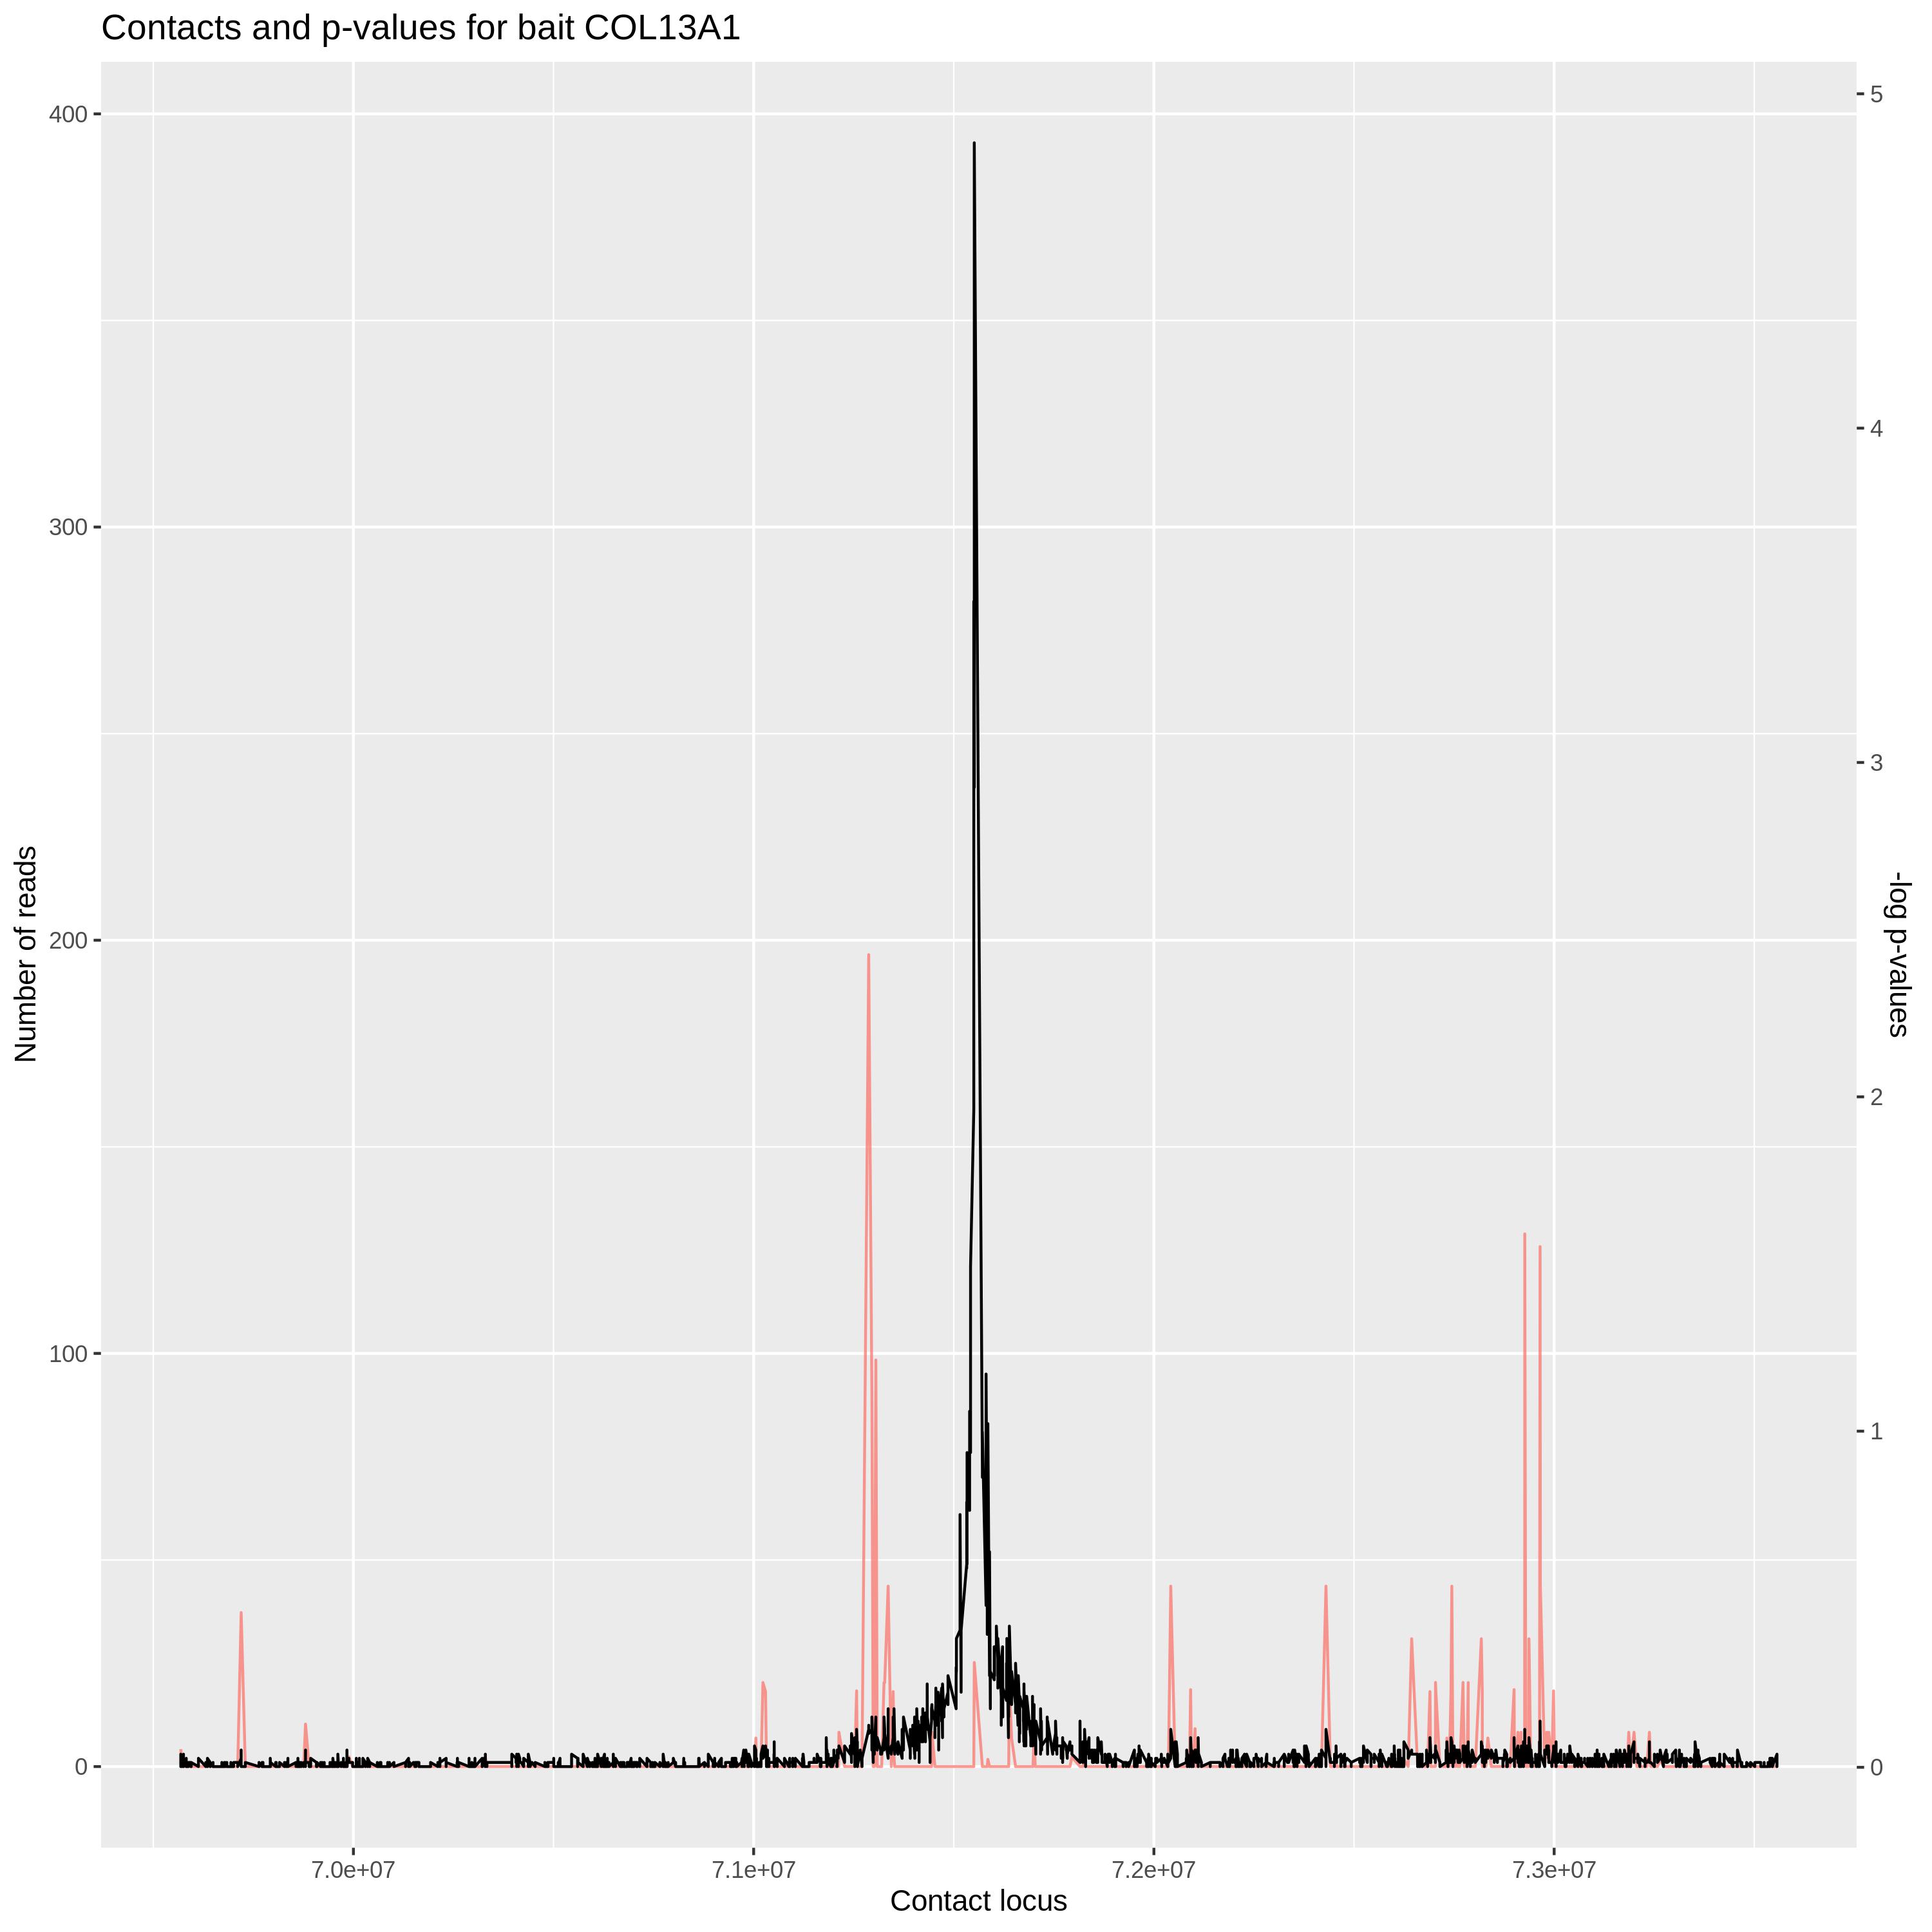 Contacts and p-values for bait COL13A1
400
300
200
100
0
Number of reads
5
4
3
2
1
0
-log p-values
7.0e+07
7.1e+07
7.2e+07
7.3e+07
Contact locus